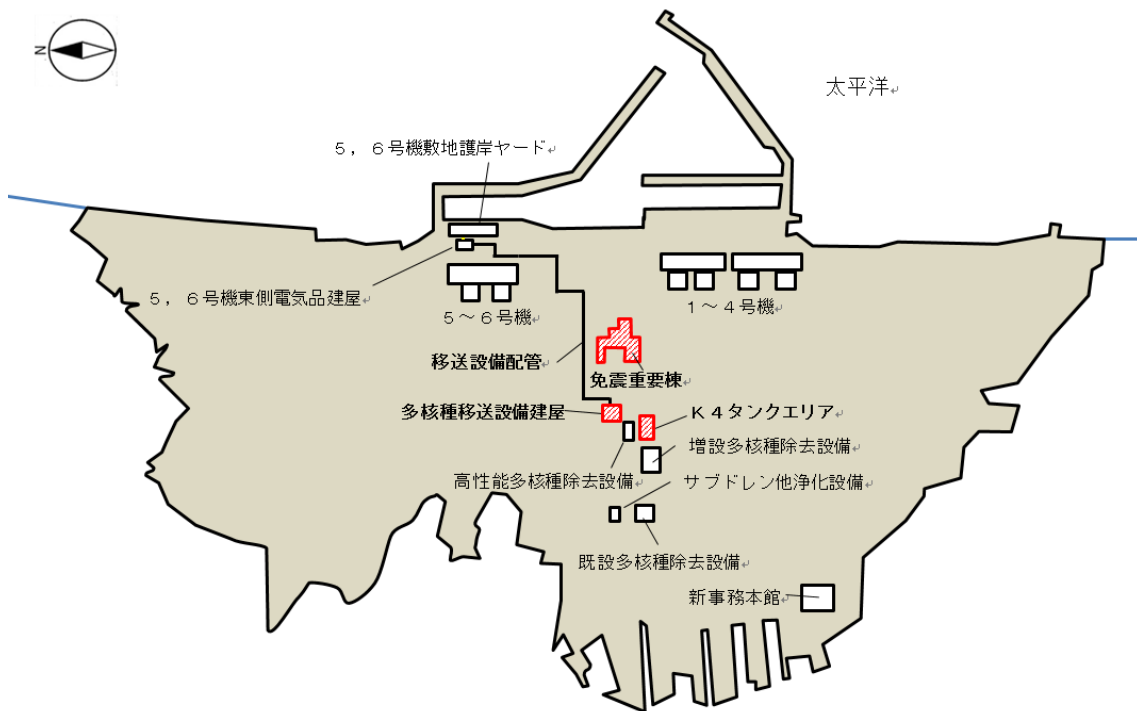 N
太平洋
５，６号機敷地護岸ヤード
５，６号機東側電気品建屋
５～６号機
１～４号機
移送設備配管
免震重要棟
多核種移送設備建屋
Ｋ４タンクエリア
増設多核種除去設備
高性能多核種除去設備
サブドレン他浄化設備
既設多核種除去設備
新事務本館